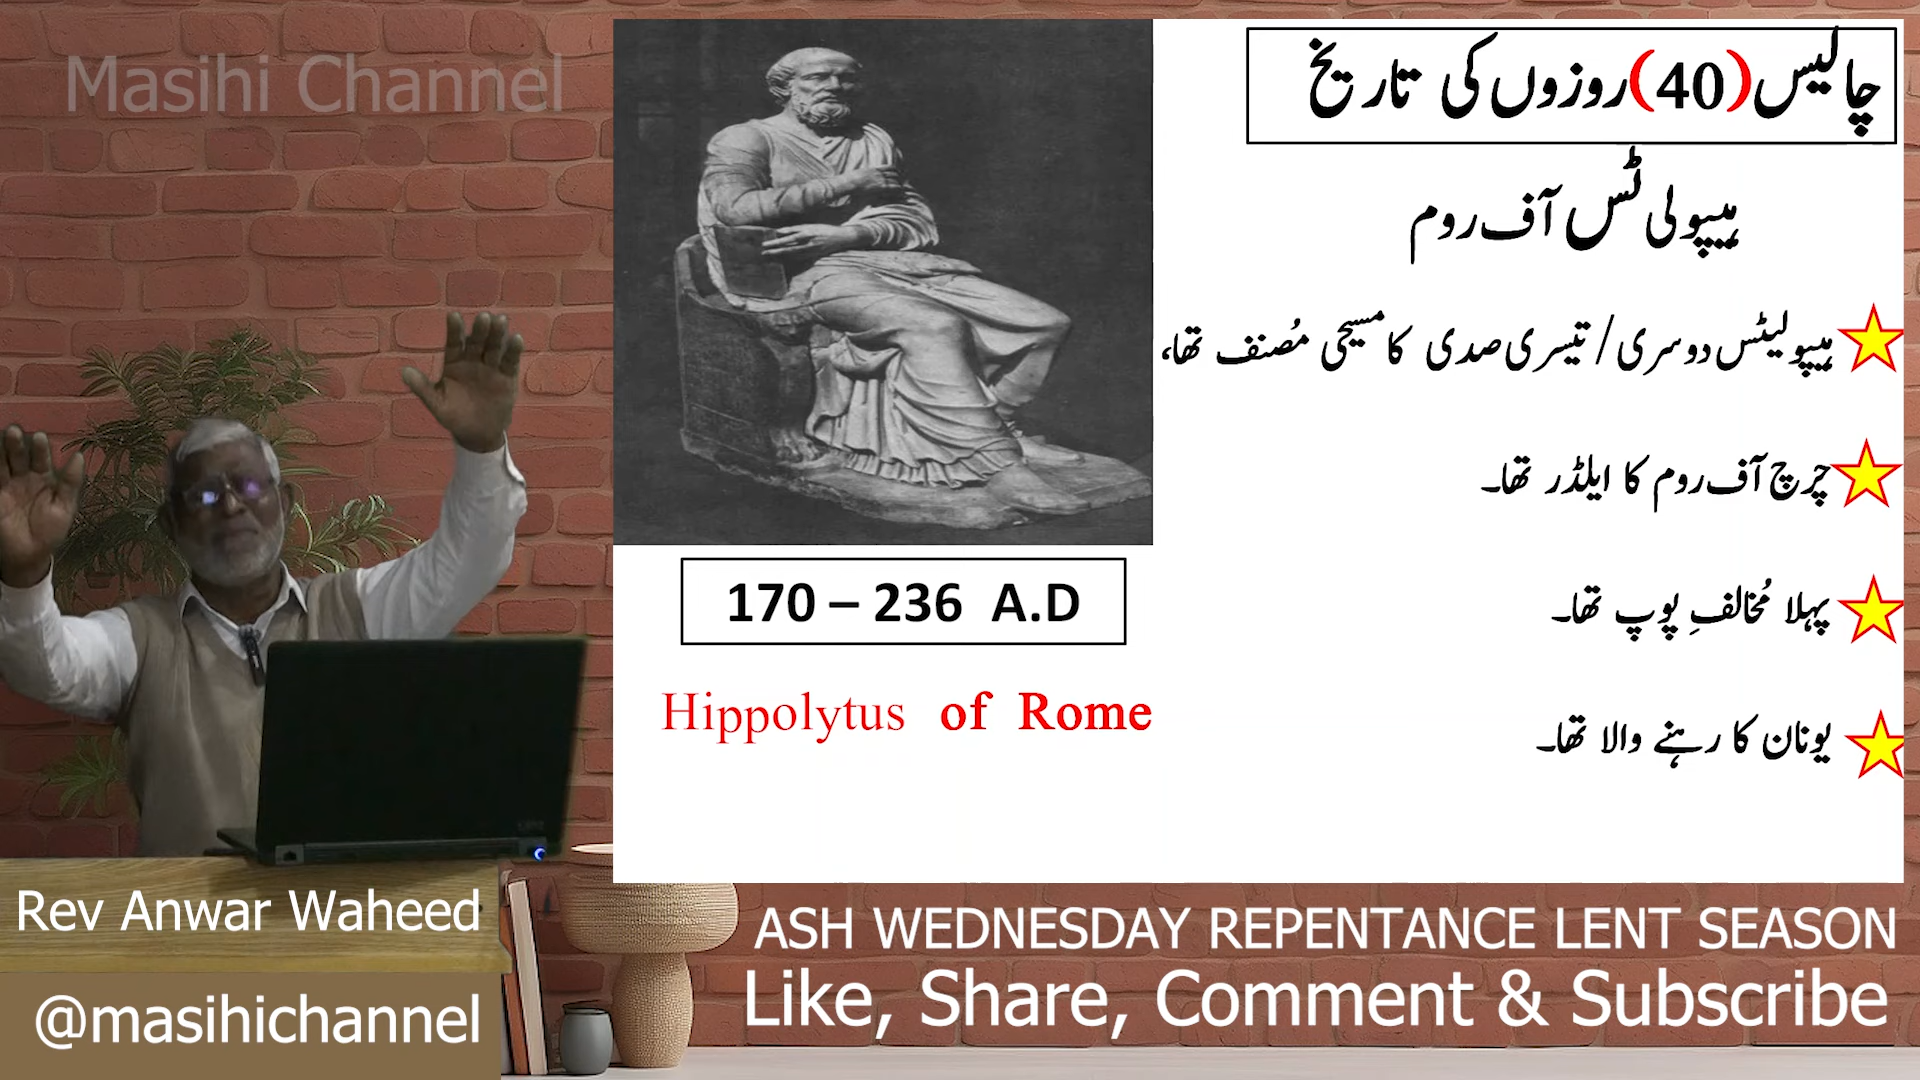 Masihi Channel
چالیس(40)روزوں کی تاریخ
ہیپولی ٹس آف روم
ہیپولیٹس دوسری/تیسری صدی کا مسیحی مُصنف تھا،
چرچ آف روم کا ایلڈر تھا۔
پہلا مُخالفِ پوپ تھا۔
یونان کا رہنے والا تھا۔
170 – 236 A.D
Hippolytus of Rome
Rev Anwar Waheed
@masihichannel
ASH WEDNESDAY REPENTANCE LENT SEASON
Like, Share, Comment & Subscribe